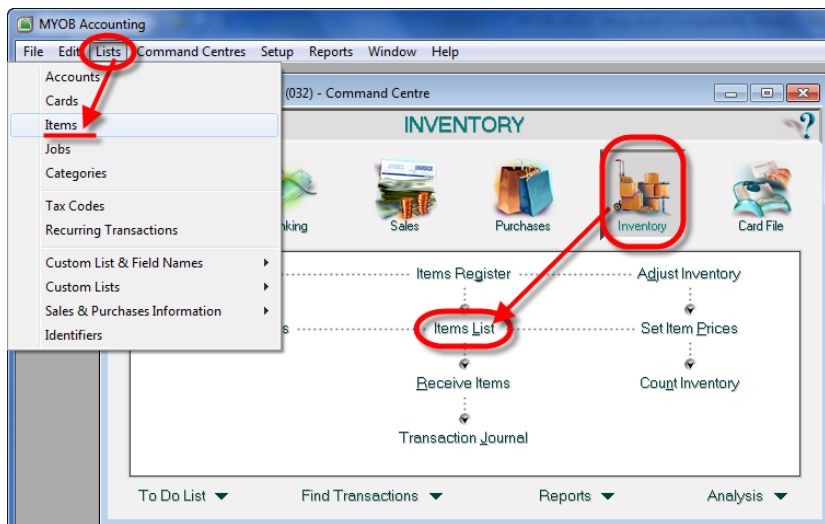 MYOB Accounting
File Edit Lists Command Centres Setup Reports Window Help
Accounts
Cards
Items
Jobs
Categories
Tax Codes
Recurring Transactions
Custom List & Field Names
Custom Lists
Sales & Purchases Information
Identifiers
(032) - Command Centre
INVENTORY
nking Sales Purchases Inventory Card File
Items Register Adjust Inventory
s Items List Set Item Prices
Receive Items Count Inventory
Transaction Journal
To Do List Find Transactions Reports Analysis